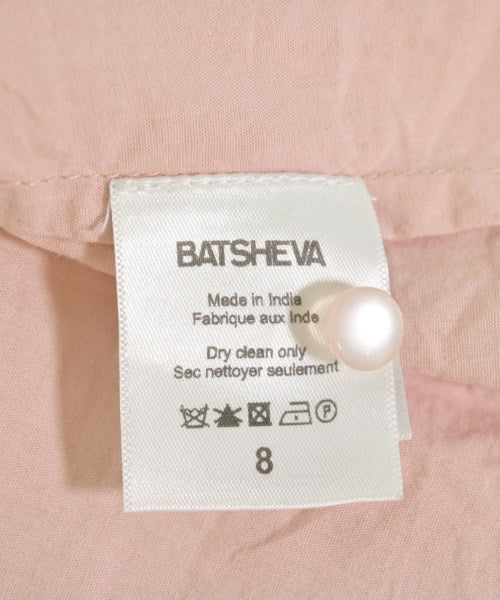 BATSHEVA
Made in India
Fabrique aux Inde
Dry clean only
Sec nettoyer seulement
P
8